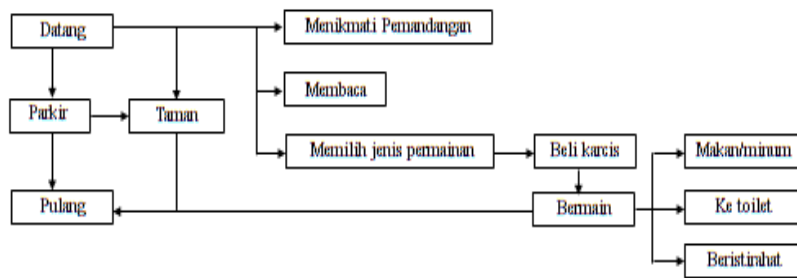 Datang
Menikmati Pemandangan
Membaca
Parkir
Taman
Memilih jenis permainan
Beli karcis
Makan/minum
Pulang
Bermain
Ke toilet
Beristirahat